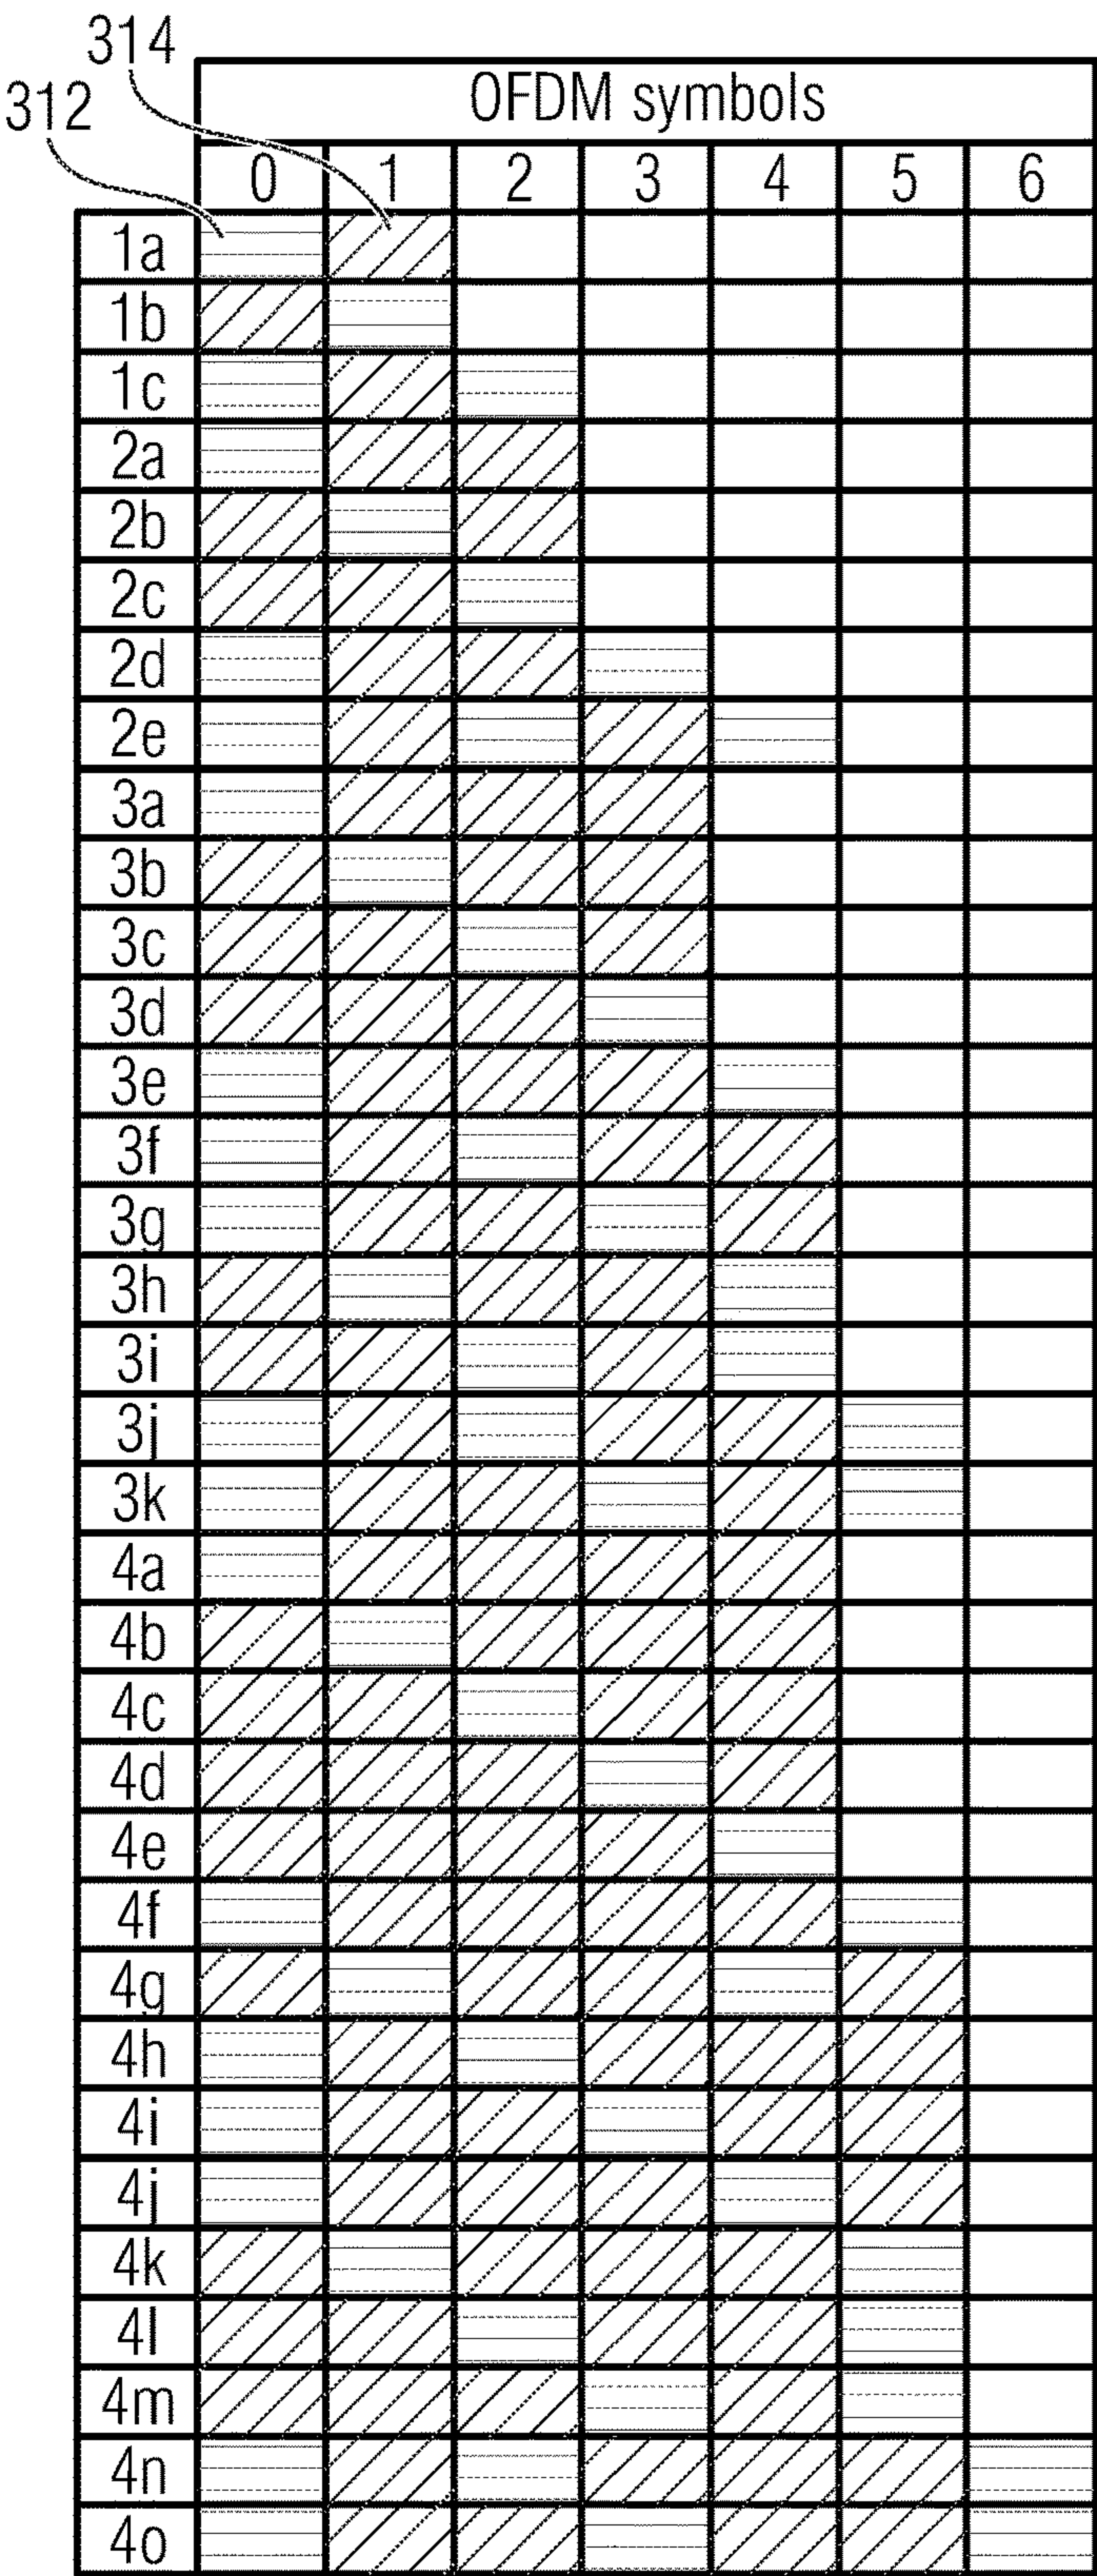 314
312
OFDM symbols
0 1 2 3 4 5 6
1a
1b
1c
2a
2b
2c
2d
2e
3a
3b
3c
3d
3e
3f
3g
3h
3i
3j
3k
4a
4b
4c
4d
4e
4f
4g
4h
4i
4j
4k
4l
4m
4n
4o